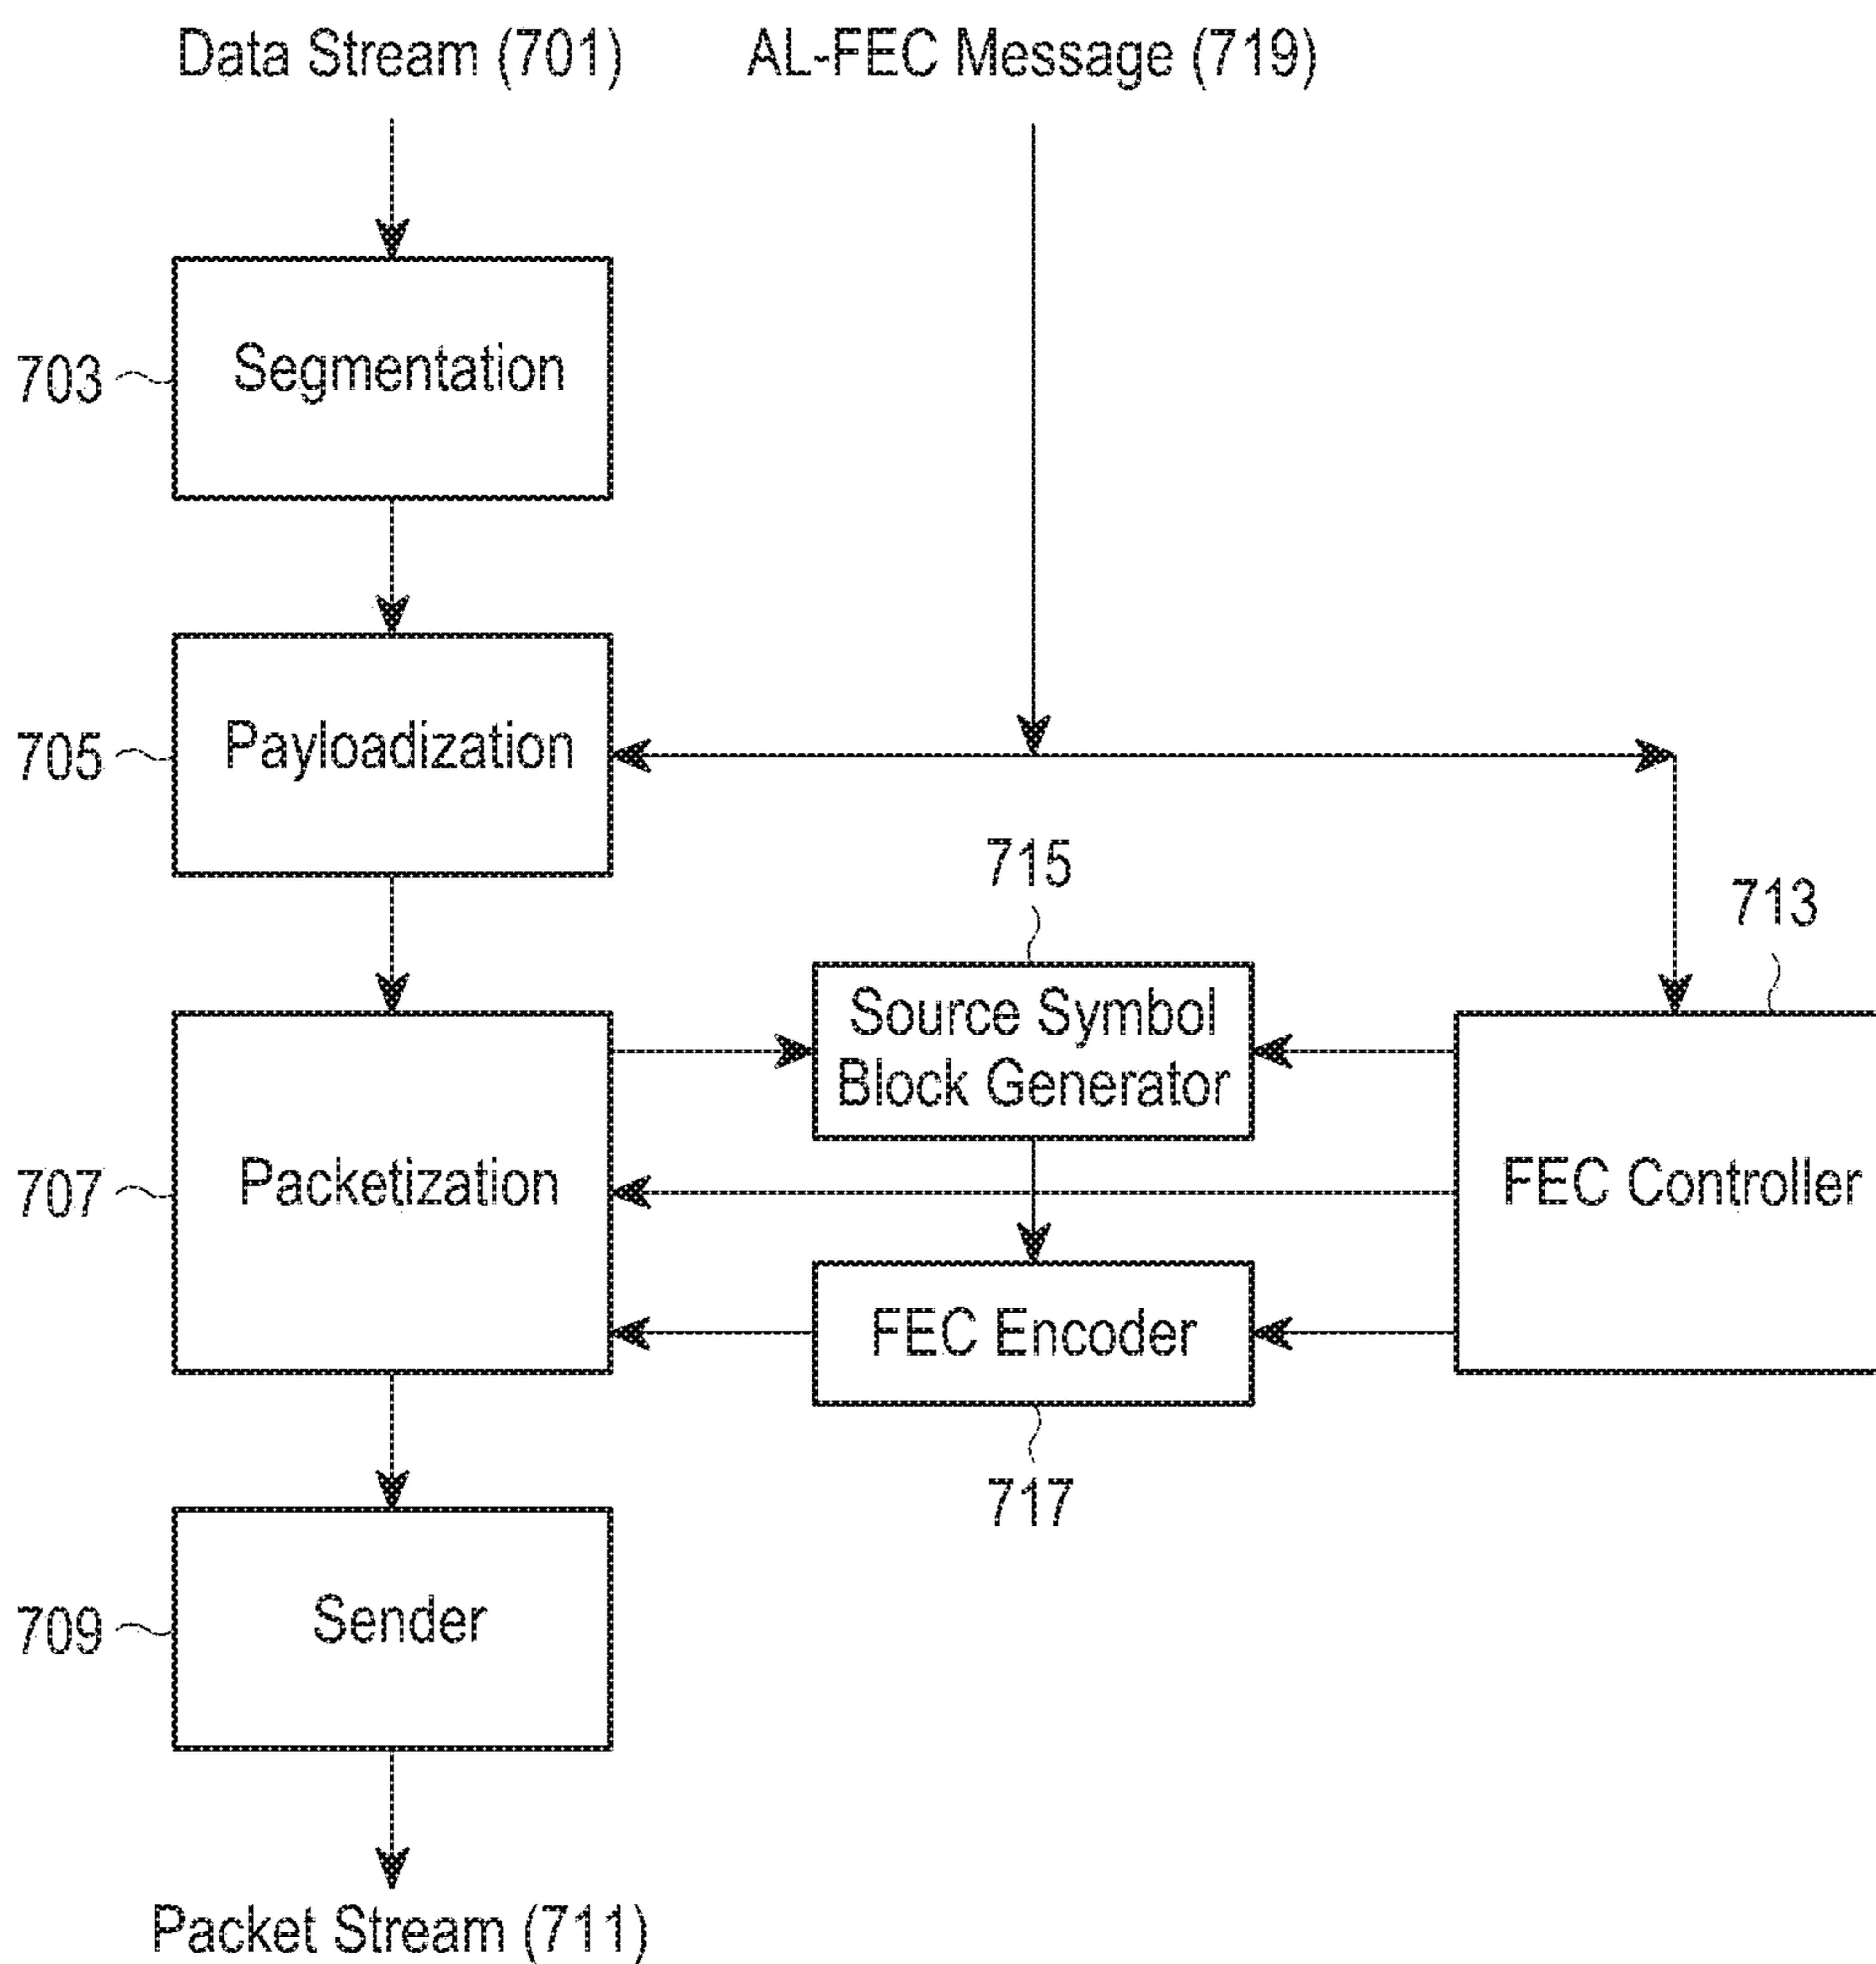 Data Stream (701)
AL-FEC Message (719)
703
Segmentation
705
Payloadization
715
713
Source Symbol
Block Generator
707
Packetization
FEC Controller
FEC Encoder
717
709
Sender
Packet Stream (711)